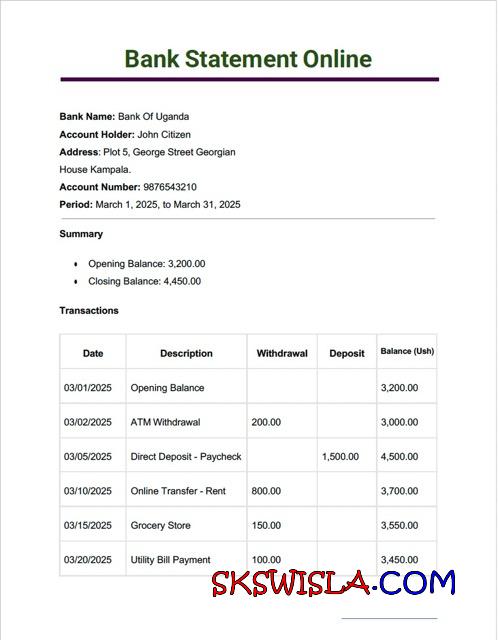 Bank Statement Online
Bank Name: Bank Of Uganda
Account Holder: John Citizen
Address: Plot 5, George Street Georgian
House Kampala.
Account Number: 9876543210
Period: March 1, 2025, to March 31, 2025
Summary
Opening Balance: 3,200.00
Closing Balance: 4,450.00
Transactions
Date Description Withdrawal Deposit Balance (Ush)
03/01/2025 Opening Balance 3,200.00
03/02/2025 ATM Withdrawal 200.00 3,000.00
03/05/2025 Direct Deposit - Paycheck 1,500.00 4,500.00
03/10/2025 Online Transfer - Rent 800.00 3,700.00
03/15/2025 Grocery Store 150.00 3,550.00
03/20/2025 Utility Bill Payment 100.00 3,450.00
SKSWISLA.COM